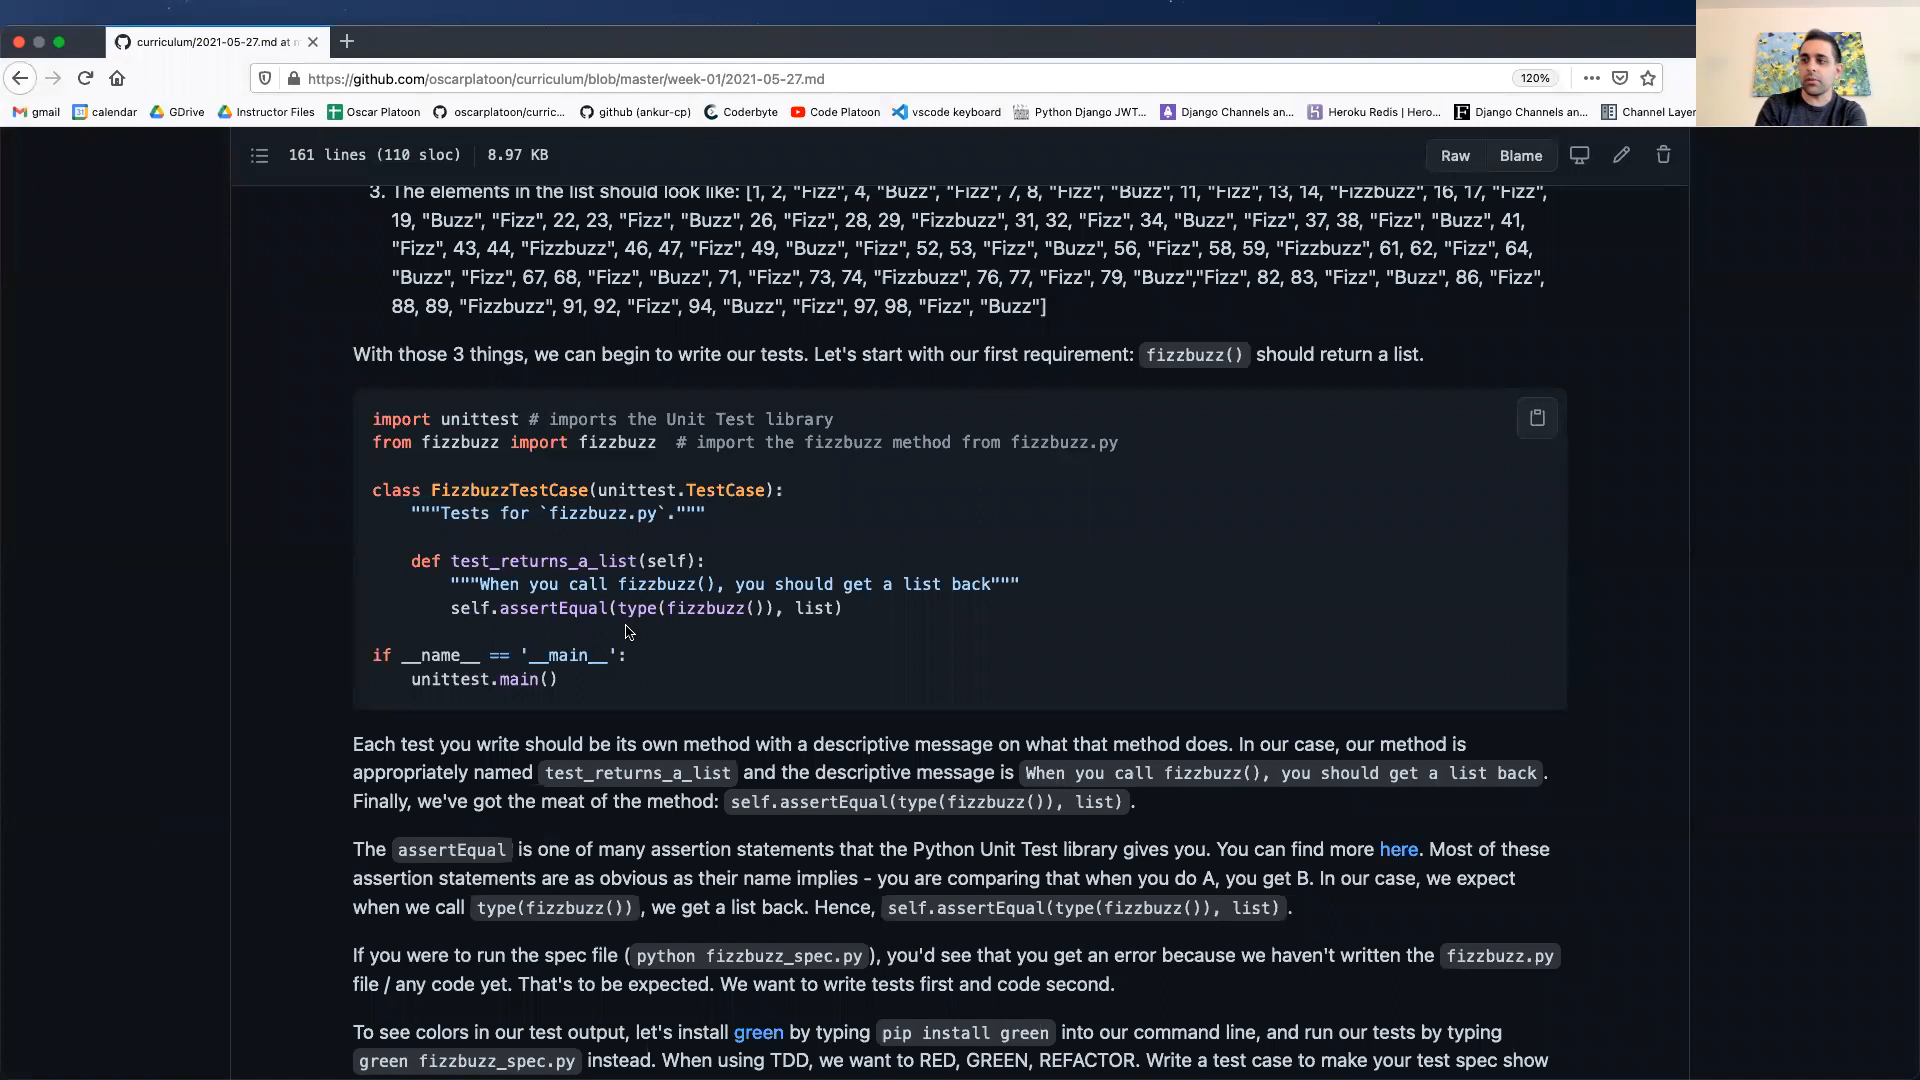 curriculum/2021-05-27.md at m
https://github.com/oscarplatoon/curriculum/blob/master/week-01/2021-05-27.md
120%
gmail
calendar
GDrive
Instructor Files
Oscar Platoon
oscarplatoon/curric...
github (ankur-cp)
Coderbyte
Code Platoon
vscode keyboard
Python Django JWT...
Django Channels an...
Heroku Redis | Hero...
Django Channels an...
Channel Layer
161 lines (110 sloc)
8.97 KB
Raw
Blame
3. The elements in the list should look like: [1, 2, "Fizz", 4, "Buzz", "Fizz", 7, 8, "Fizz", "Buzz", 11, "Fizz", 13, 14, "Fizzbuzz", 16, 17, "Fizz",
19, "Buzz", "Fizz", 22, 23, "Fizz", "Buzz", 26, "Fizz", 28, 29, "Fizzbuzz", 31, 32, "Fizz", 34, "Buzz", "Fizz", 37, 38, "Fizz", "Buzz", 41,
"Fizz", 43, 44, "Fizzbuzz", 46, 47, "Fizz", 49, "Buzz", "Fizz", 52, 53, "Fizz", "Buzz", 56, "Fizz", 58, 59, "Fizzbuzz", 61, 62, "Fizz", 64,
"Buzz", "Fizz", 67, 68, "Fizz", "Buzz", 71, "Fizz", 73, 74, "Fizzbuzz", 76, 77, "Fizz", 79, "Buzz","Fizz", 82, 83, "Fizz", "Buzz", 86, "Fizz",
88, 89, "Fizzbuzz", 91, 92, "Fizz", 94, "Buzz", "Fizz", 97, 98, "Fizz", "Buzz"]
With those 3 things, we can begin to write our tests. Let's start with our first requirement: fizzbuzz() should return a list.
import unittest # imports the Unit Test library
from fizzbuzz import fizzbuzz  # import the fizzbuzz method from fizzbuzz.py
class FizzbuzzTestCase(unittest.TestCase):
"""Tests for `fizzbuzz.py`."""
def test_returns_a_list(self):
"""When you call fizzbuzz(), you should get a list back"""
self.assertEqual(type(fizzbuzz()), list)
if __name__ == '__main__':
unittest.main()
Each test you write should be its own method with a descriptive message on what that method does. In our case, our method is
appropriately named test_returns_a_list and the descriptive message is When you call fizzbuzz(), you should get a list back.
Finally, we've got the meat of the method: self.assertEqual(type(fizzbuzz()), list).
The assertEqual is one of many assertion statements that the Python Unit Test library gives you. You can find more here. Most of these
assertion statements are as obvious as their name implies - you are comparing that when you do A, you get B. In our case, we expect
when we call type(fizzbuzz()), we get a list back. Hence, self.assertEqual(type(fizzbuzz()), list).
If you were to run the spec file (python fizzbuzz_spec.py), you'd see that you get an error because we haven't written the fizzbuzz.py
file / any code yet. That's to be expected. We want to write tests first and code second.
To see colors in our test output, let's install green by typing pip install green into our command line, and run our tests by typing
green fizzbuzz_spec.py instead. When using TDD, we want to RED, GREEN, REFACTOR. Write a test case to make your test spec show